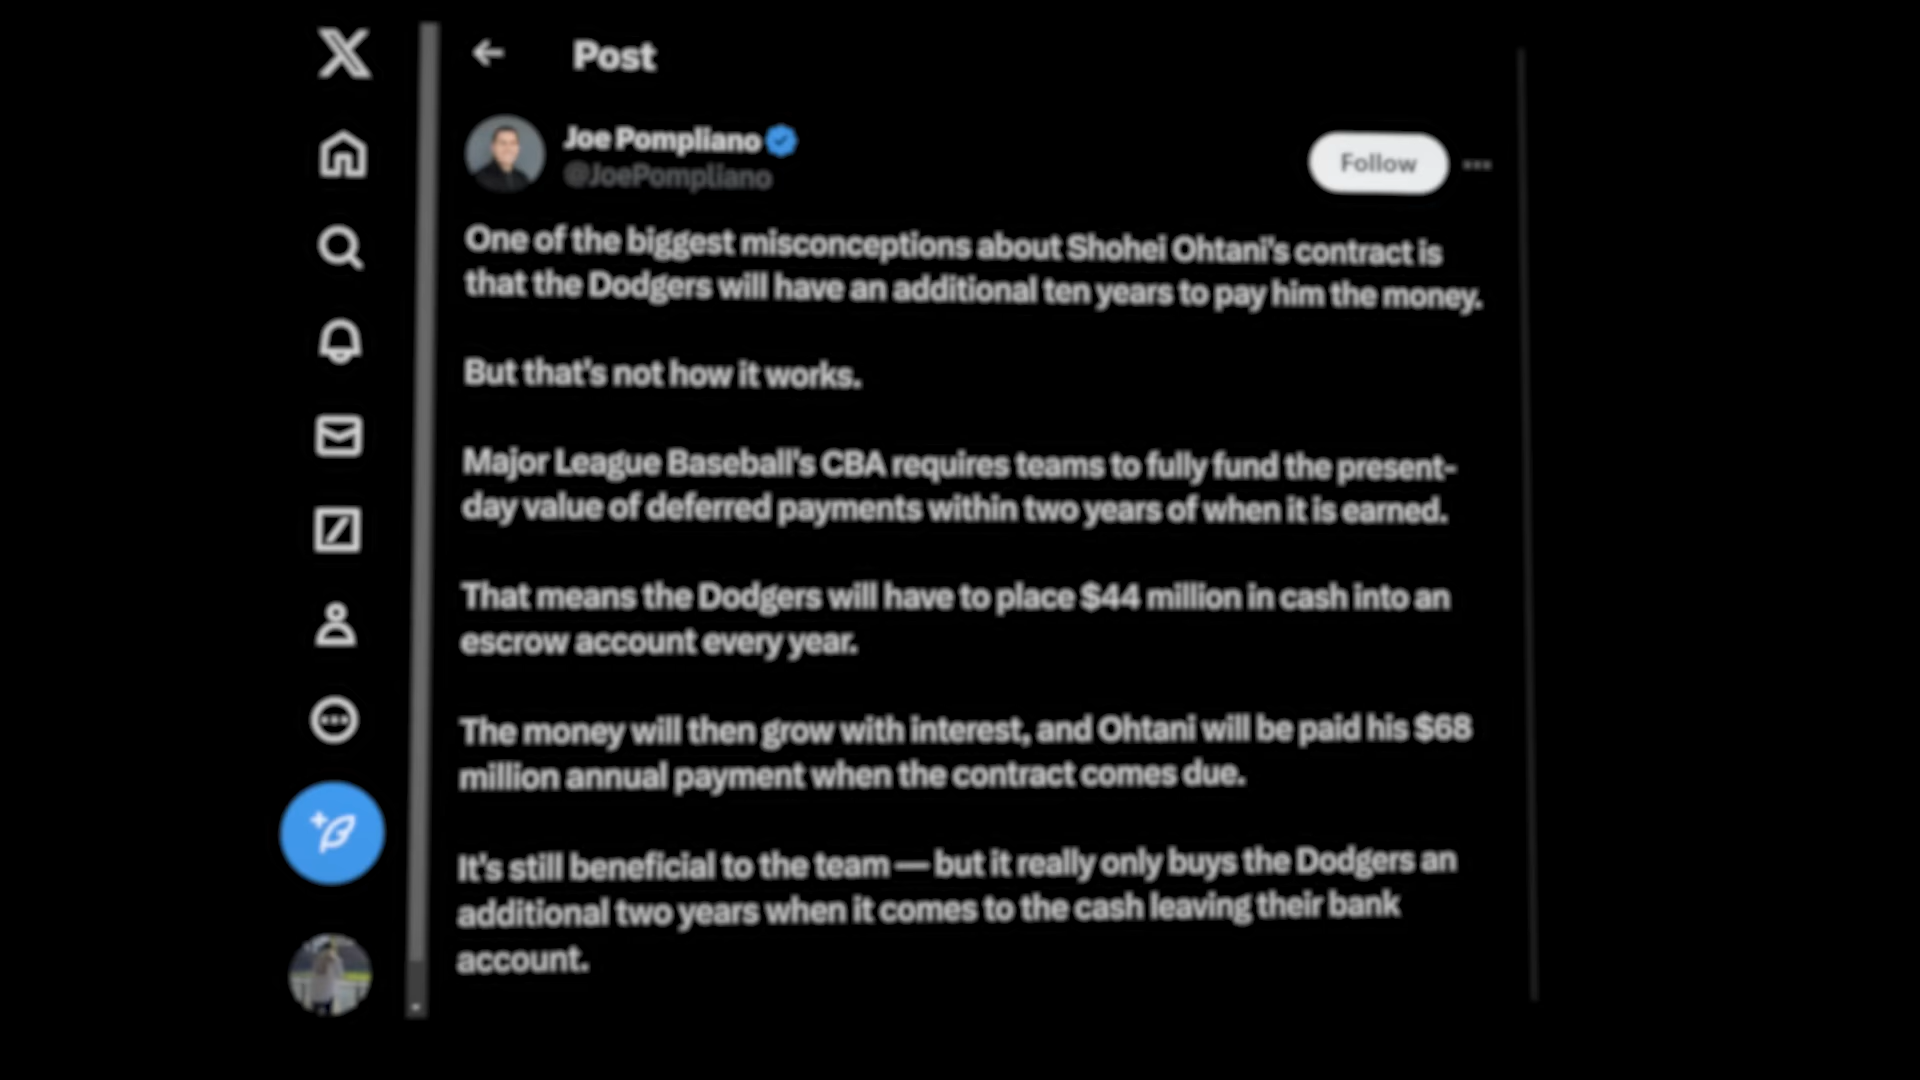 Post
Joe Pompliano
@JoePompliano
Follow
One of the biggest misconceptions about Shohei Ohtani's contract is
that the Dodgers will have an additional ten years to pay him the money.
But that's not how it works.
Major League Baseball's CBA requires teams to fully fund the present-
day value of deferred payments within two years of when it is earned.
That means the Dodgers will have to place $44 million in cash into an
escrow account every year.
The money will then grow with interest, and Ohtani will be paid his $68
million annual payment when the contract comes due.
It's still beneficial to the team — but it really only buys the Dodgers an
additional two years when it comes to the cash leaving their bank
account.